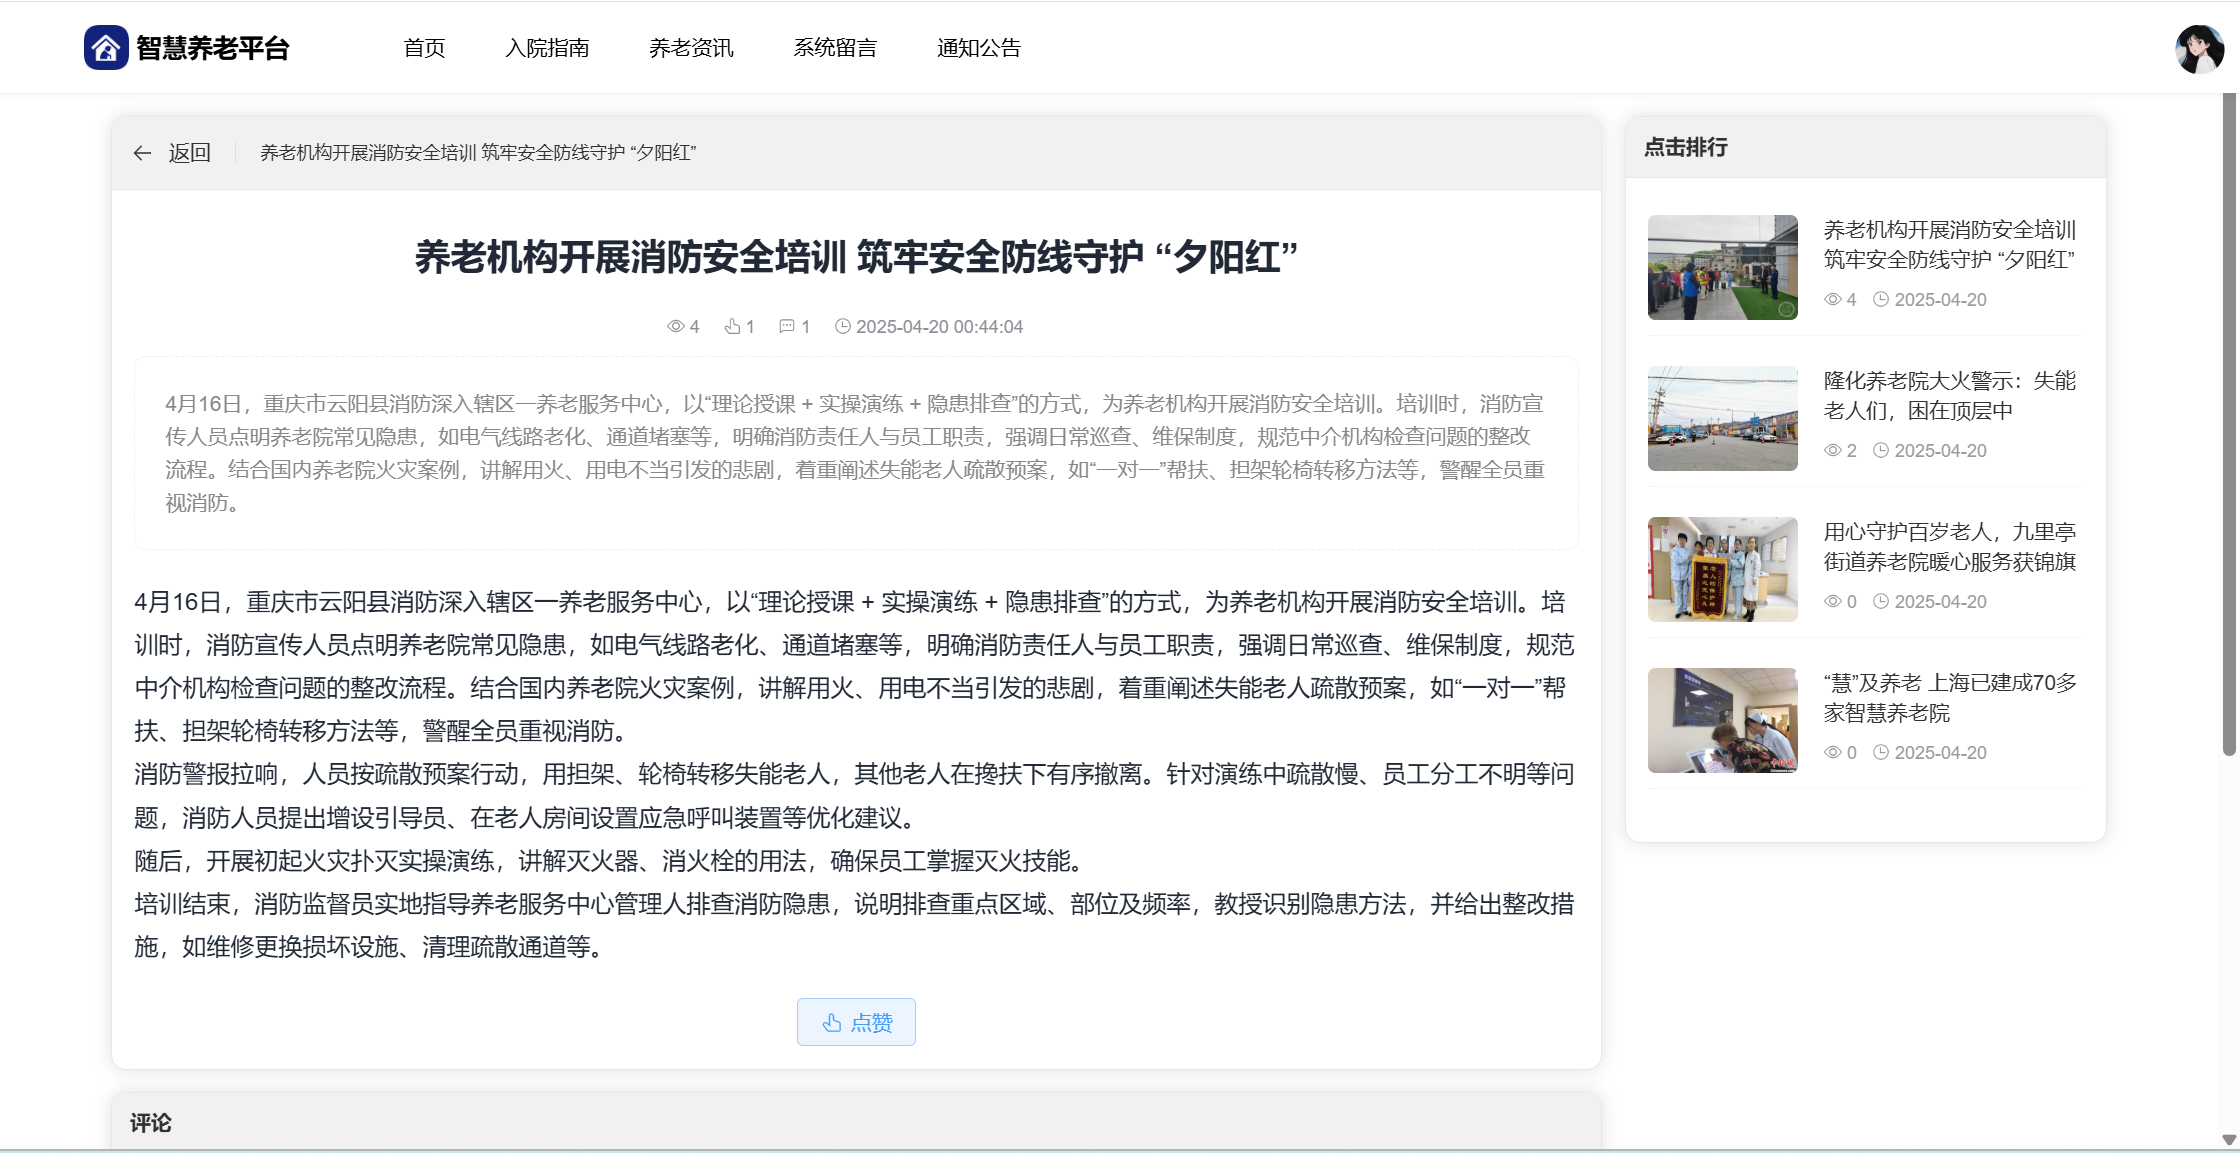 智慧养老平台
首页
入院指南
养老资讯
系统留言
通知公告
返回
养老机构开展消防安全培训 筑牢安全防线守护 “夕阳红”
养老机构开展消防安全培训 筑牢安全防线守护 “夕阳红”
4 1 1 2025-04-20 00:44:04
4月16日，重庆市云阳县消防深入辖区一养老服务中心，以“理论授课 + 实操演练 + 隐患排查”的方式，为养老机构开展消防安全培训。培训时，消防宣
传人员点明养老院常见隐患，如电气线路老化、通道堵塞等，明确消防责任人与员工职责，强调日常巡查、维保制度，规范中介机构检查问题的整改
流程。结合国内养老院火灾案例，讲解用火、用电不当引发的悲剧，着重阐述失能老人疏散预案，如“一对一”帮扶、担架轮椅转移方法等，警醒全员重
视消防。
4月16日，重庆市云阳县消防深入辖区一养老服务中心，以“理论授课 + 实操演练 + 隐患排查”的方式，为养老机构开展消防安全培训。培
训时，消防宣传人员点明养老院常见隐患，如电气线路老化、通道堵塞等，明确消防责任人与员工职责，强调日常巡查、维保制度，规范
中介机构检查问题的整改流程。结合国内养老院火灾案例，讲解用火、用电不当引发的悲剧，着重阐述失能老人疏散预案，如“一对一”帮
扶、担架轮椅转移方法等，警醒全员重视消防。
消防警报拉响，人员按疏散预案行动，用担架、轮椅转移失能老人，其他老人在搀扶下有序撤离。针对演练中疏散慢、员工分工不明等问
题，消防人员提出增设引导员、在老人房间设置应急呼叫装置等优化建议。
随后，开展初起火灾扑灭实操演练，讲解灭火器、消火栓的用法，确保员工掌握灭火技能。
培训结束，消防监督员实地指导养老服务中心管理人排查消防隐患，说明排查重点区域、部位及频率，教授识别隐患方法，并给出整改措
施，如维修更换损坏设施、清理疏散通道等。
点赞
评论
点击排行
养老机构开展消防安全培训
筑牢安全防线守护 “夕阳红”
4 2025-04-20
隆化养老院大火警示：失能
老人们，困在顶层中
2 2025-04-20
用心守护百岁老人，九里亭
街道养老院暖心服务获锦旗
0 2025-04-20
“慧”及养老 上海已建成70多
家智慧养老院
0 2025-04-20